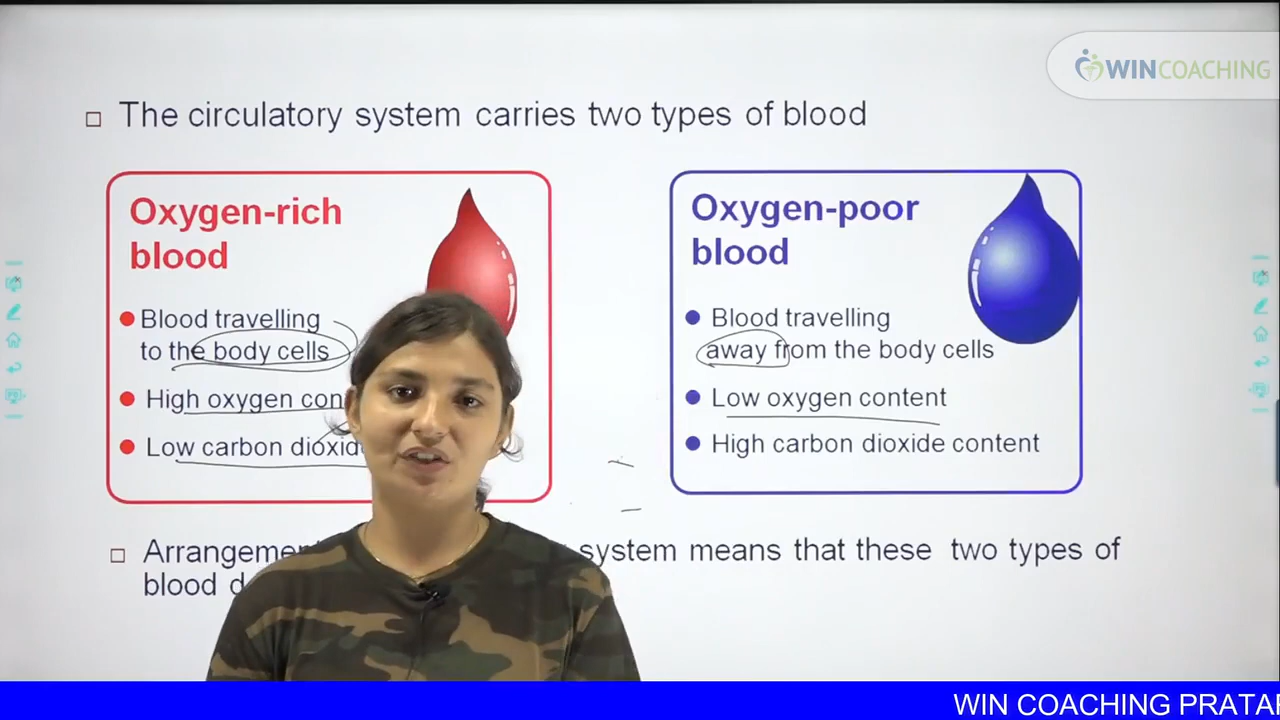 WINCOACHING
The circulatory system carries two types of blood
Oxygen-rich
blood
Blood travelling
to the body cells
High oxygen con
Low carbon dioxid
Oxygen-poor
blood
Blood travelling
away from the body cells
Low oxygen content
High carbon dioxide content
Arrangemen system means that these two types of
blood d
WIN COACHING PRATA